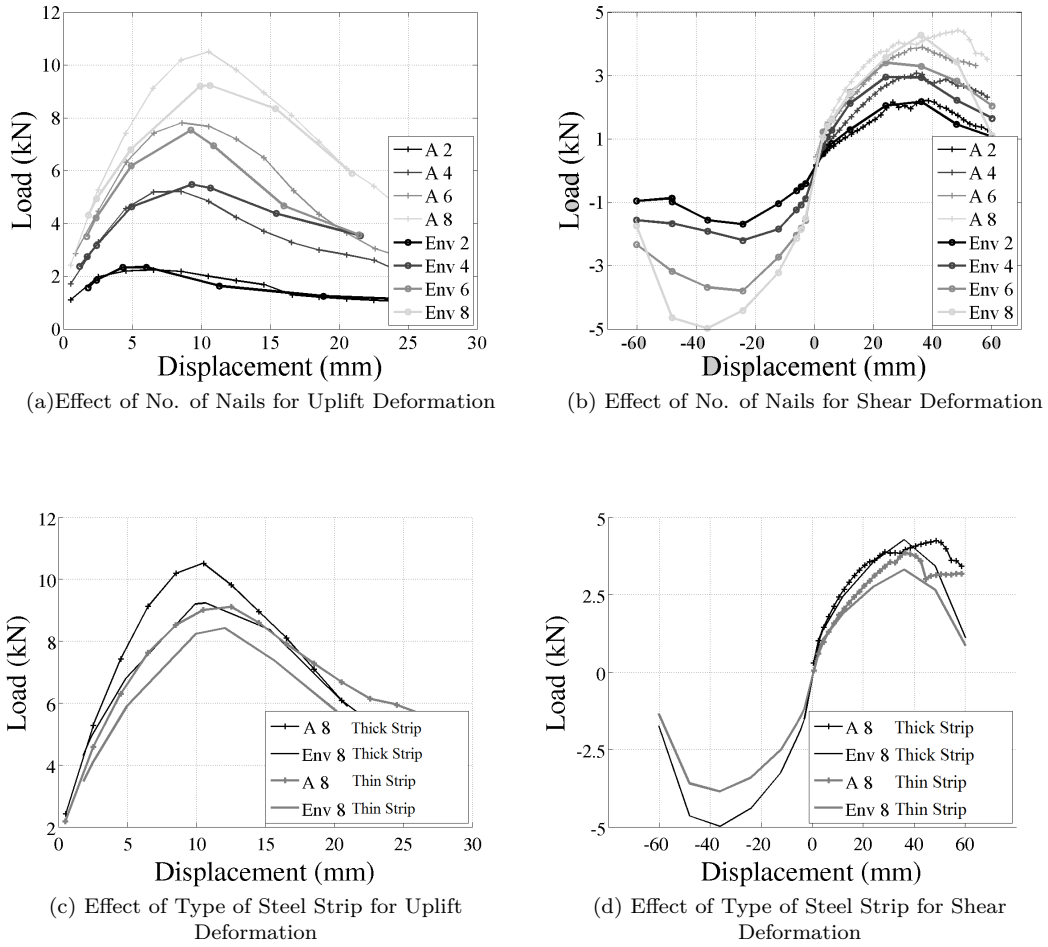 12
10
8
6
4
2
0
0 5 10 15 20 25 30
Load (kN)
Displacement (mm)
A 2
A 4
A 6
A 8
Env 2
Env 4
Env 6
Env 8
(a)Effect of No. of Nails for Uplift Deformation
5
3
1
-1
-3
-5
-60 -40 -20 0 20 40 60
Load (kN)
Displacement (mm)
A 2
A 4
A 6
A 8
Env 2
Env 4
Env 6
Env 8
(b) Effect of No. of Nails for Shear Deformation
12
10
8
6
4
2
0 5 10 15 20 25 30
Load (kN)
Displacement (mm)
A 8 Thick Strip
Env 8 Thick Strip
A 8 Thin Strip
Env 8 Thin Strip
(c) Effect of Type of Steel Strip for Uplift
Deformation
5
2.5
0
-2.5
-5
-60 -40 -20 0 20 40 60
Load (kN)
Displacement (mm)
A 8 Thick Strip
Env 8 Thick Strip
A 8 Thin Strip
Env 8 Thin Strip
(d) Effect of Type of Steel Strip for Shear
Deformation